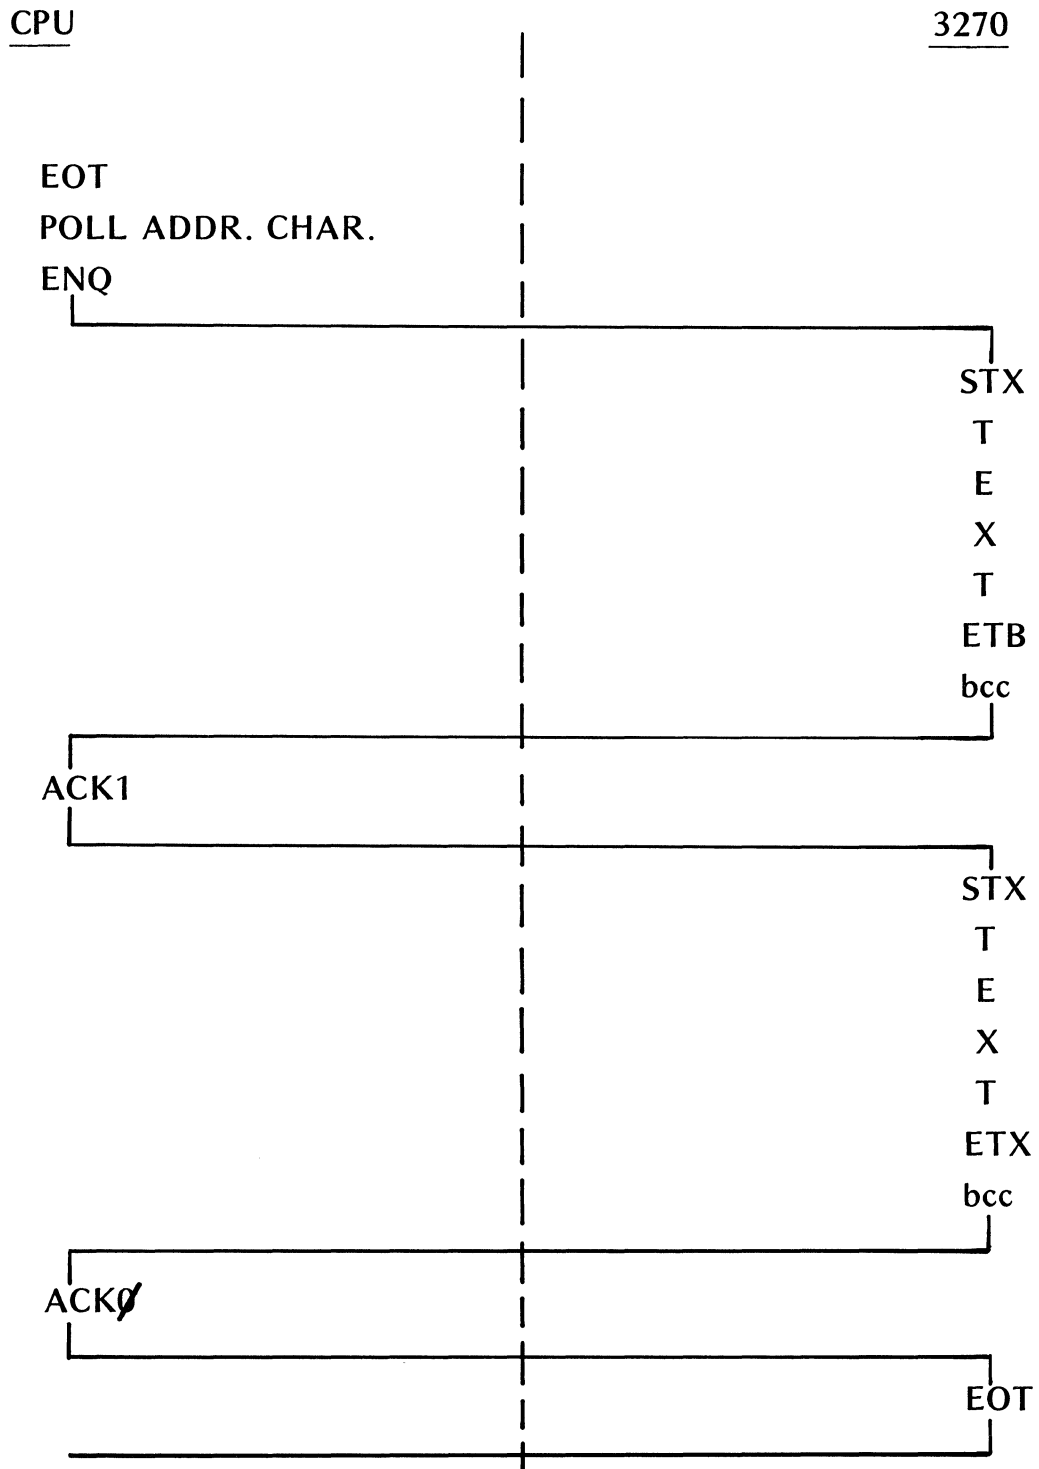 CPU
3270
EOT
POLL ADDR. CHAR.
ENQ
STX
T
E
X
T
ETB
bcc
ACK1
STX
T
E
X
T
ETX
bcc
ACK0
EOT